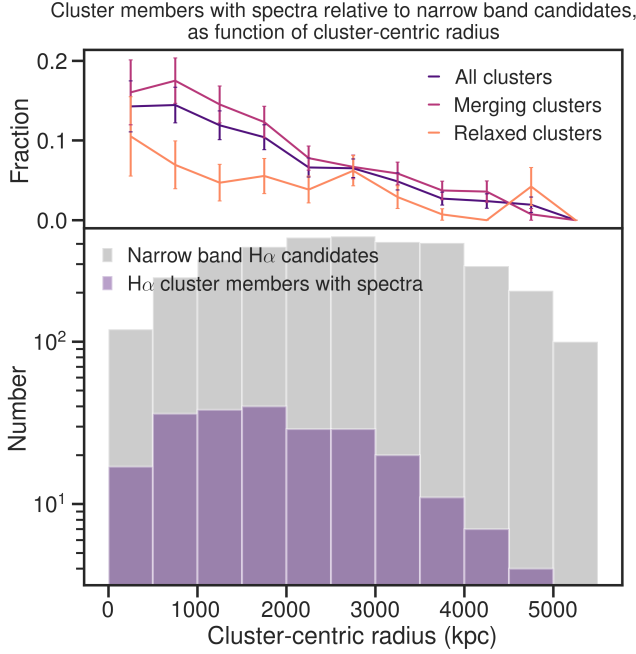 Cluster members with spectra relative to narrow band candidates,
as function of cluster-centric radius
0.2
0.1
0.0
Fraction
All clusters
Merging clusters
Relaxed clusters
Narrow band Hα candidates
Hα cluster members with spectra
10²
10¹
Number
0 1000 2000 3000 4000 5000
Cluster-centric radius (kpc)